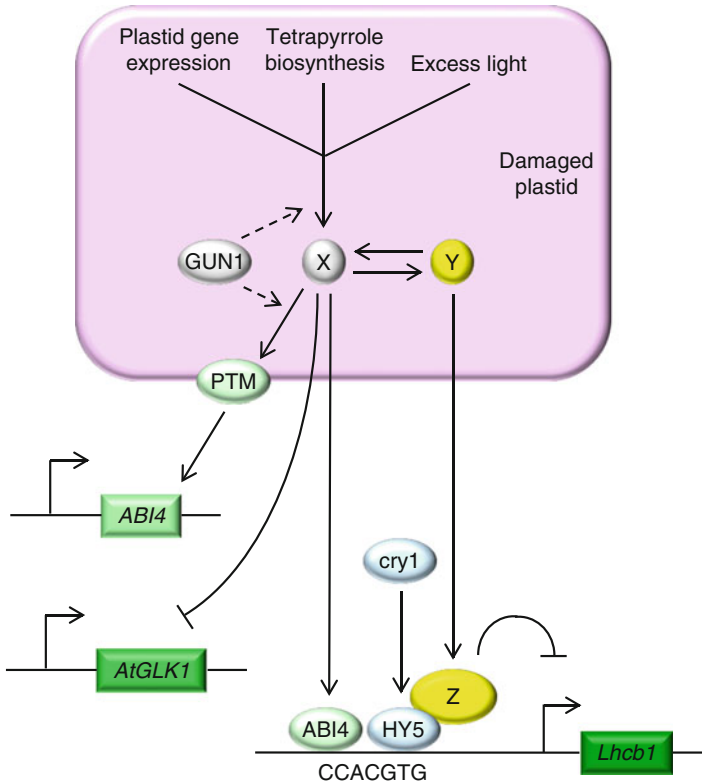 Plastid gene
expression
Tetrapyrrole
biosynthesis
Excess light
Damaged
plastid
GUN1
X
Y
PTM
ABI4
cry1
AtGLK1
Z
ABI4
HY5
Lhcb1
CCACGTG